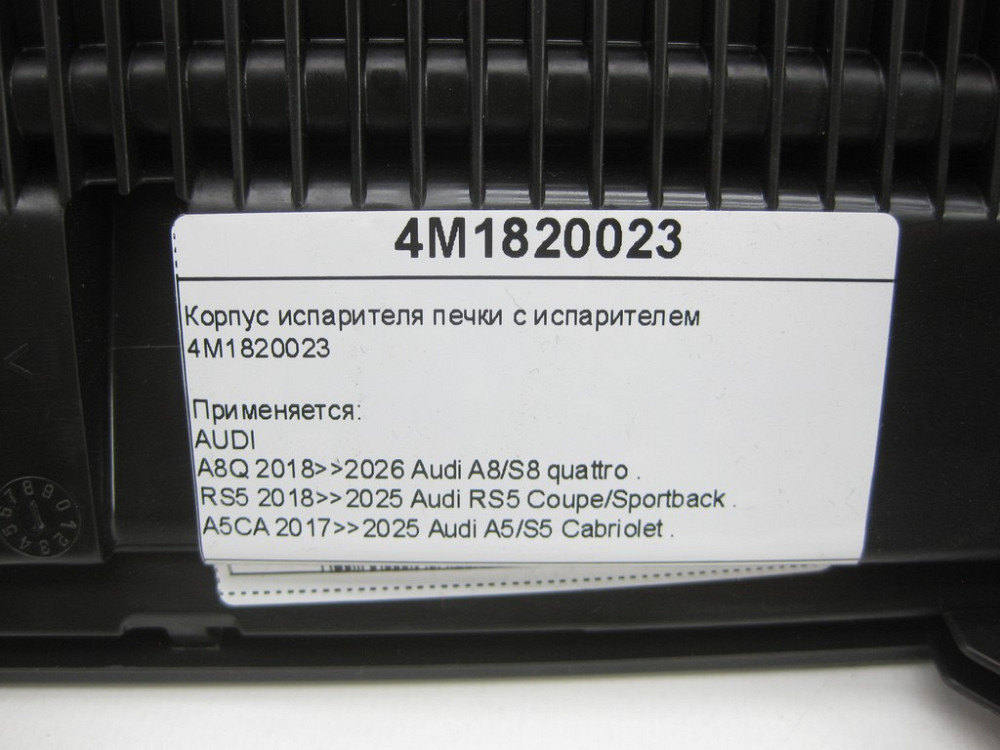 4M1820023
Корпус испарителя печки с испарителем
4M1820023
Применяется:
AUDI
A8Q 2018>>2026 Audi A8/S8 quattro .
RS5 2018>>2025 Audi RS5 Coupe/Sportback .
A5CA 2017>>2025 Audi A5/S5 Cabriolet .